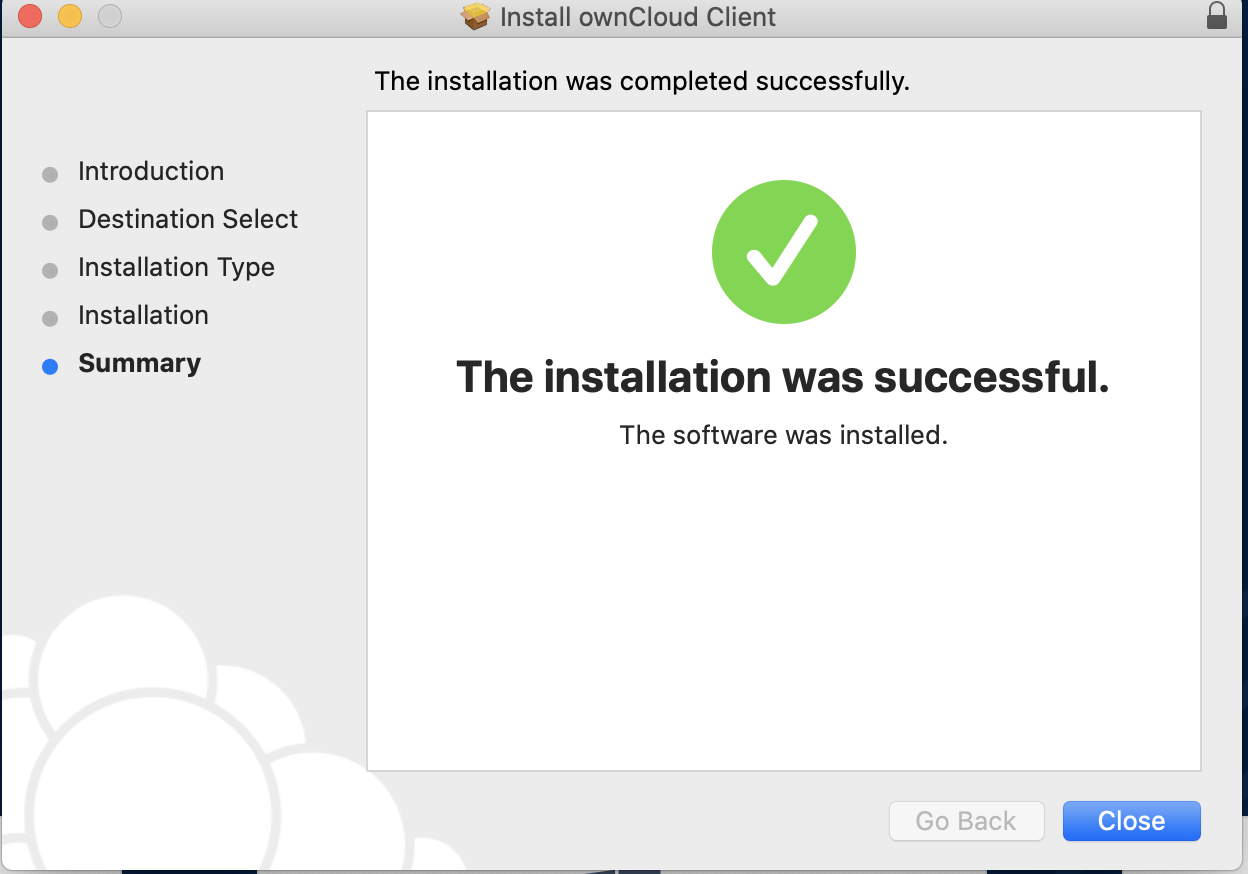 Install ownCloud Client
The installation was completed successfully.
Introduction
Destination Select
Installation Type
Installation
Summary
The installation was successful.
The software was installed.
Go Back
Close